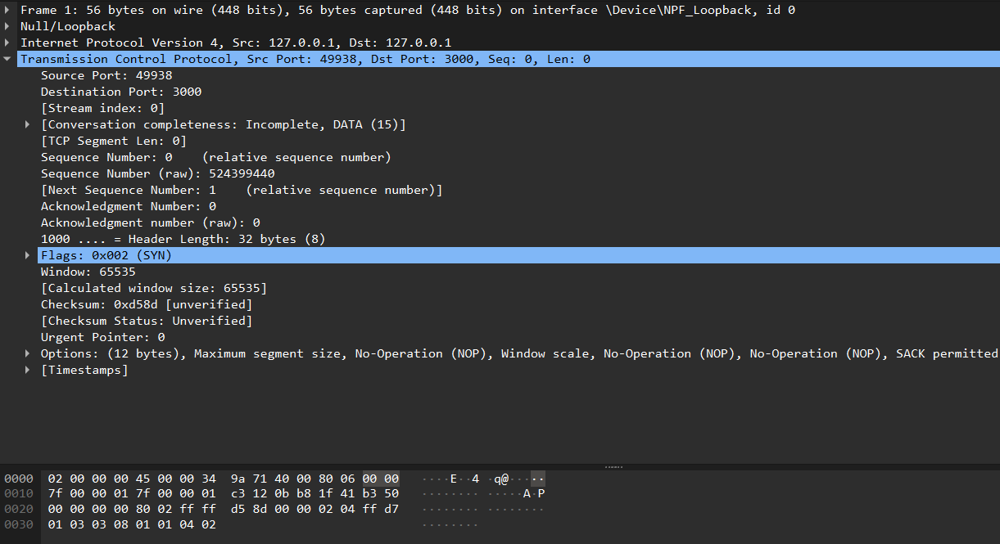 Frame 1: 56 bytes on wire (448 bits), 56 bytes captured (448 bits) on interface \Device\NPF_Loopback, id 0
Null/Loopback
Internet Protocol Version 4, Src: 127.0.0.1, Dst: 127.0.0.1
Transmission Control Protocol, Src Port: 49938, Dst Port: 3000, Seq: 0, Len: 0
Source Port: 49938
Destination Port: 3000
[Stream index: 0]
[Conversation completeness: Incomplete, DATA (15)]
[TCP Segment Len: 0]
Sequence Number: 0    (relative sequence number)
Sequence Number (raw): 524399440
[Next Sequence Number: 1    (relative sequence number)]
Acknowledgment Number: 0
Acknowledgment number (raw): 0
1000 .... = Header Length: 32 bytes (8)
Flags: 0x002 (SYN)
Window: 65535
[Calculated window size: 65535]
Checksum: 0xd58d [unverified]
[Checksum Status: Unverified]
Urgent Pointer: 0
Options: (12 bytes), Maximum segment size, No-Operation (NOP), Window scale, No-Operation (NOP), No-Operation (NOP), SACK permitted
[Timestamps]
0000  02 00 00 00 45 00 00 34  9a 71 40 00 80 06 00 00  ····E··4 ·q@·····
0010  7f 00 00 01 7f 00 00 01  c3 12 0b b8 1f 41 b3 50  ········ ·····A·P
0020  00 00 00 00 80 02 ff ff  d5 8d 00 00 02 04 ff d7  ········ ········
0030  01 03 03 08 01 01 04 02  ········